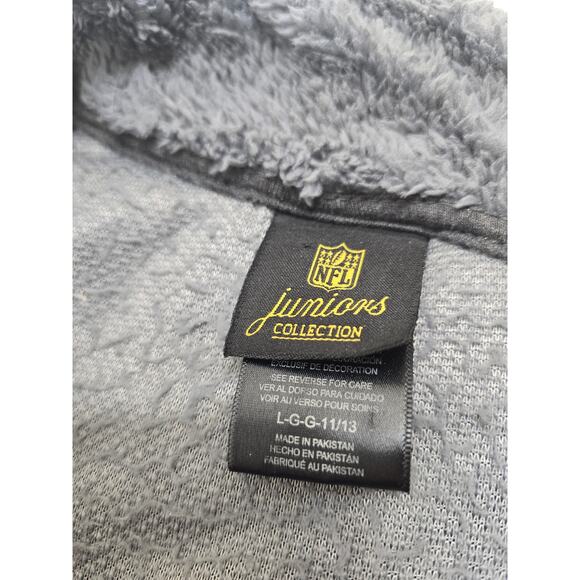 NFL
juniors
COLLECTION
EXCLUSIF DE DÉCORATION
SEE REVERSE FOR CARE
VER AL DORSO PARA CUIDADO
VOIR AU VERSO POUR SOINS
L-G-G-11/13
MADE IN PAKISTAN
HECHO EN PAKISTÁN
FABRIQUÉ AU PAKISTAN